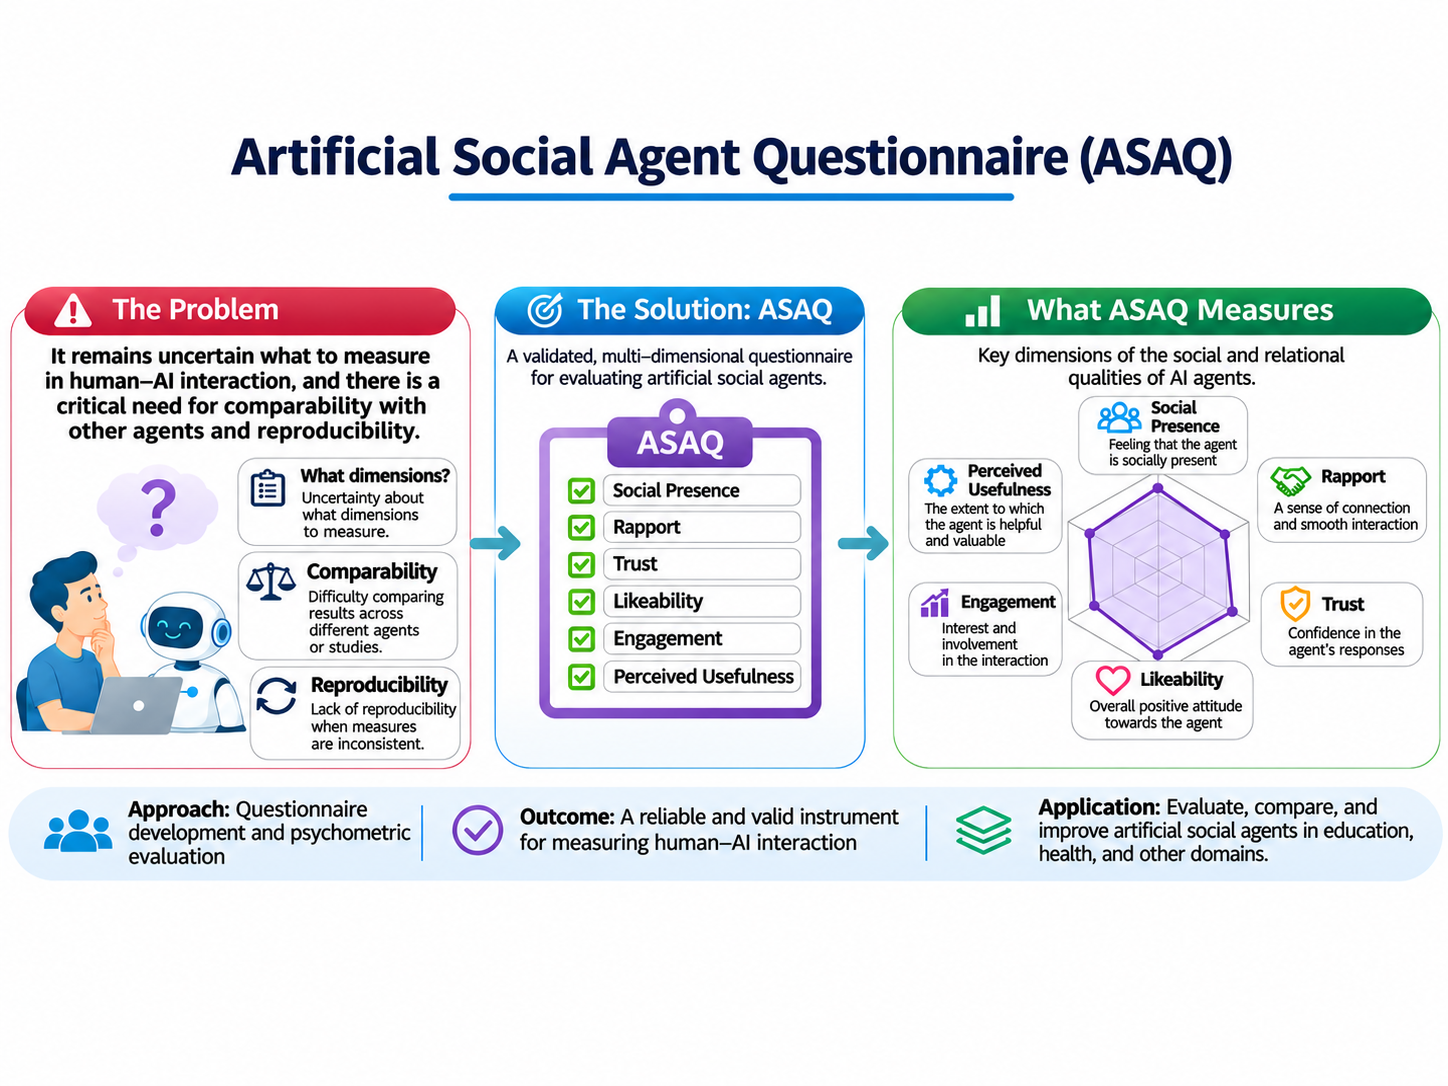 Artificial Social Agent Questionnaire (ASAQ)
The Problem
It remains uncertain what to measure
in human–AI interaction, and there is a
critical need for comparability with
other agents and reproducibility.
?
What dimensions?
Uncertainty about
what dimensions
to measure.
Comparability
Difficulty comparing
results across
different agents
or studies.
Reproducibility
Lack of reproducibility
when measures
are inconsistent.
The Solution: ASAQ
A validated, multi–dimensional questionnaire
for evaluating artificial social agents.
ASAQ
Social Presence
Rapport
Trust
Likeability
Engagement
Perceived Usefulness
What ASAQ Measures
Key dimensions of the social and relational
qualities of AI agents.
Social
Presence
Feeling that the agent
is socially present
Perceived
Usefulness
The extent to which
the agent is helpful
and valuable
Rapport
A sense of connection
and smooth interaction
Engagement
Interest and
involvement
in the interaction
Trust
Confidence in the
agent's responses
Likeability
Overall positive attitude
towards the agent
Approach: Questionnaire
development and psychometric
evaluation
Outcome: A reliable and valid instrument
for measuring human–AI interaction
Application: Evaluate, compare, and
improve artificial social agents in education,
health, and other domains.